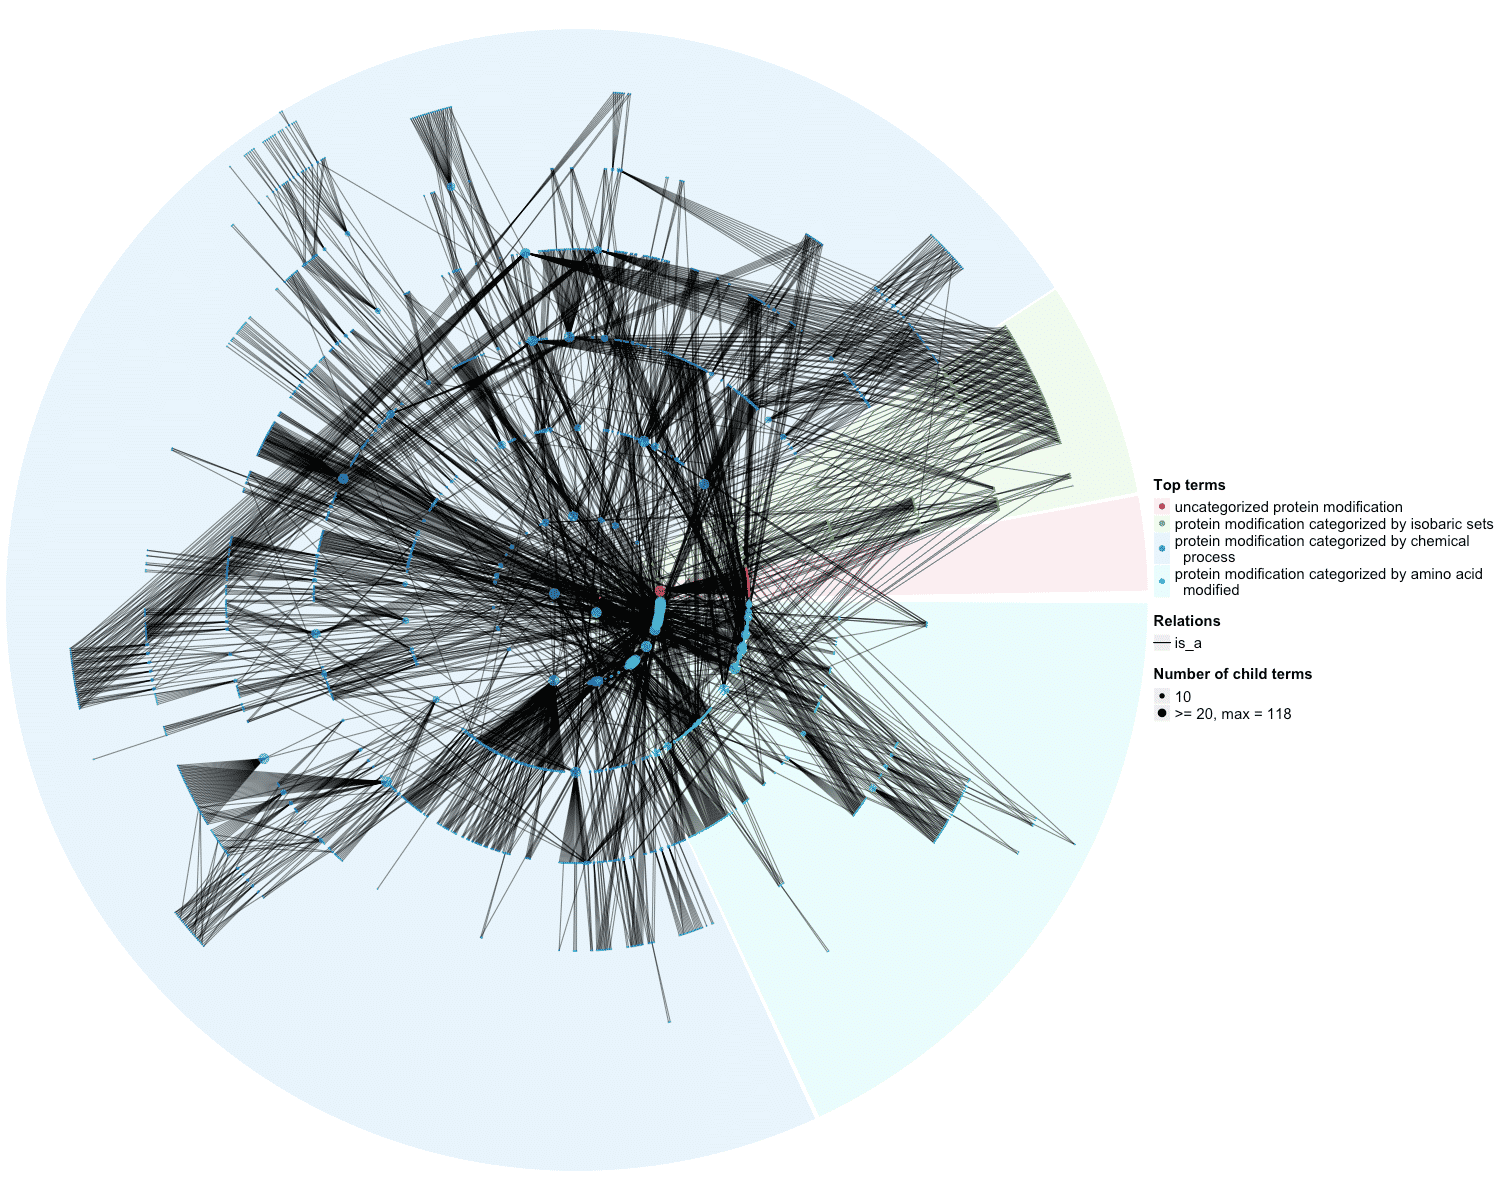 Top terms
uncategorized protein modification
protein modification categorized by isobaric sets
protein modification categorized by chemical
process
protein modification categorized by amino acid
modified
Relations
is_a
Number of child terms
10
>= 20, max = 118